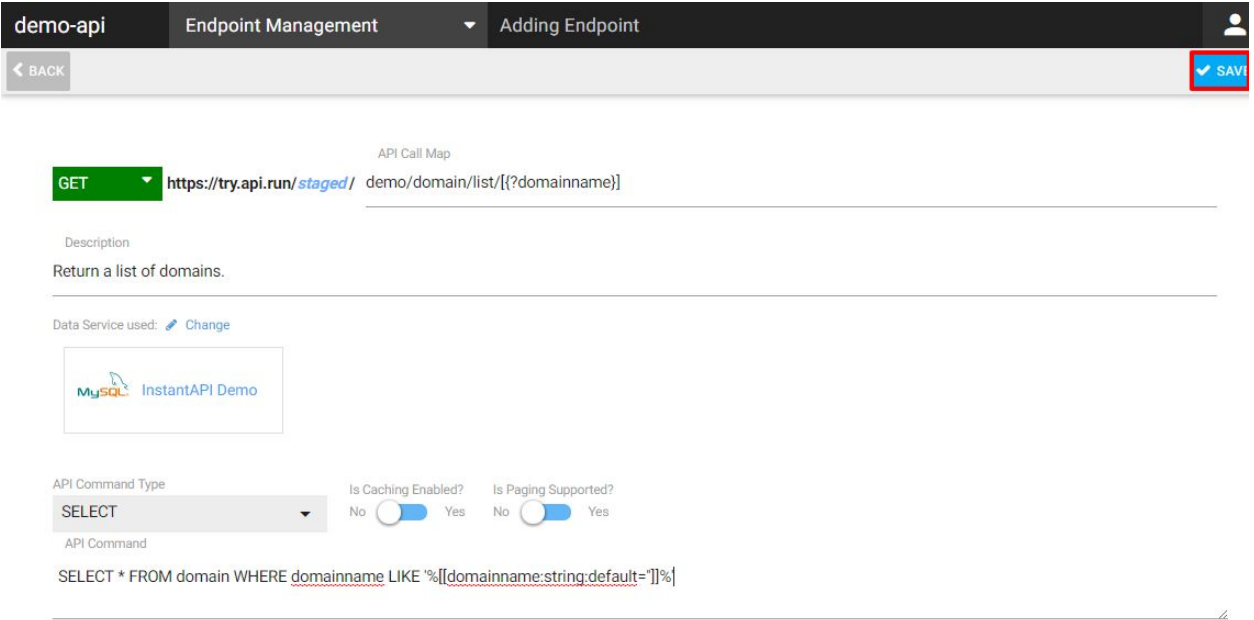 demo-api Endpoint Management Adding Endpoint
BACK SAVE
API Call Map
GET https://try.api.run/staged/ demo/domain/list/[{?domainname}]
Description
Return a list of domains.
Data Service used: Change
MySQL InstantAPI Demo
API Command Type Is Caching Enabled? Is Paging Supported?
SELECT No Yes No Yes
API Command
SELECT * FROM domain WHERE domainname LIKE '%[[domainname:string:default='']]%'